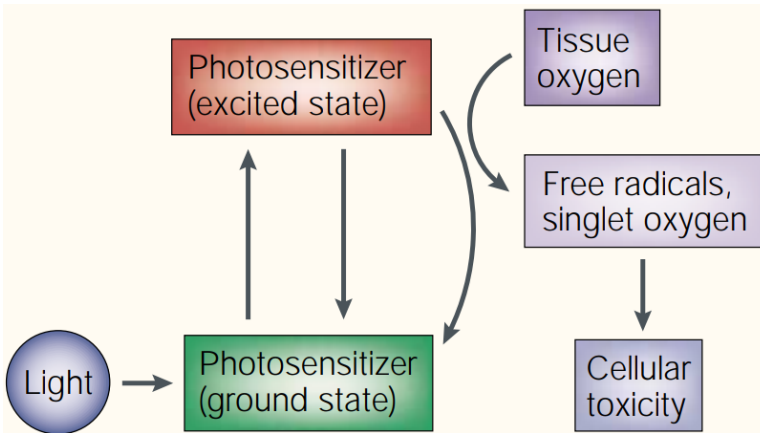 Photosensitizer
(excited state)
Tissue
oxygen
Free radicals,
singlet oxygen
Light
Photosensitizer
(ground state)
Cellular
toxicity